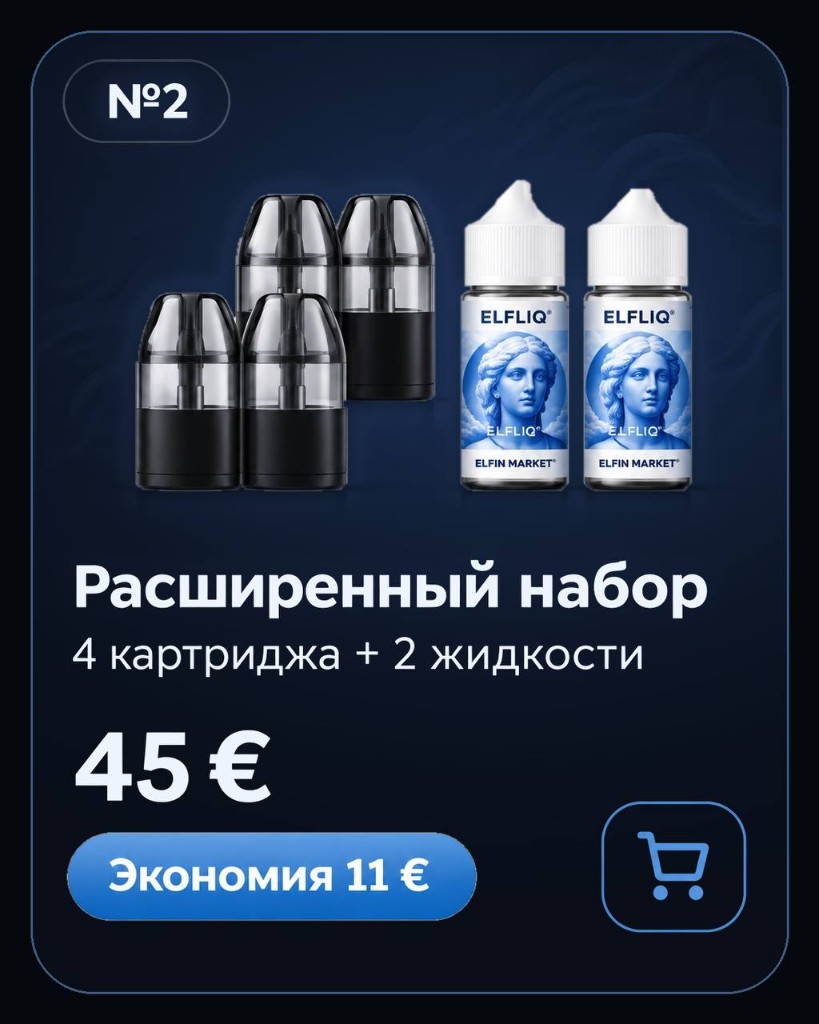 №2
ELFLIQ®
ELFLIQ®
ELFLIQ®
ELFLIQ®
ELFIN MARKET®
ELFIN MARKET®
Расширенный набор
4 картриджа + 2 жидкости
45 €
Экономия 11 €